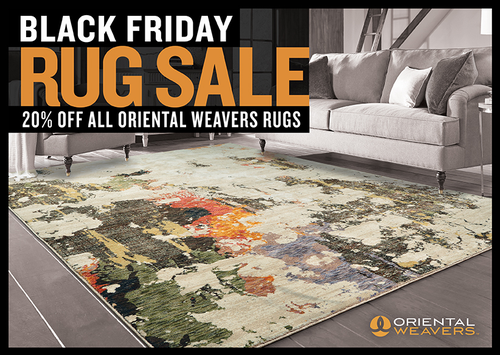 BLACK FRIDAY
RUG SALE
20% OFF ALL ORIENTAL WEAVERS RUGS
ORIENTAL
WEAVERS